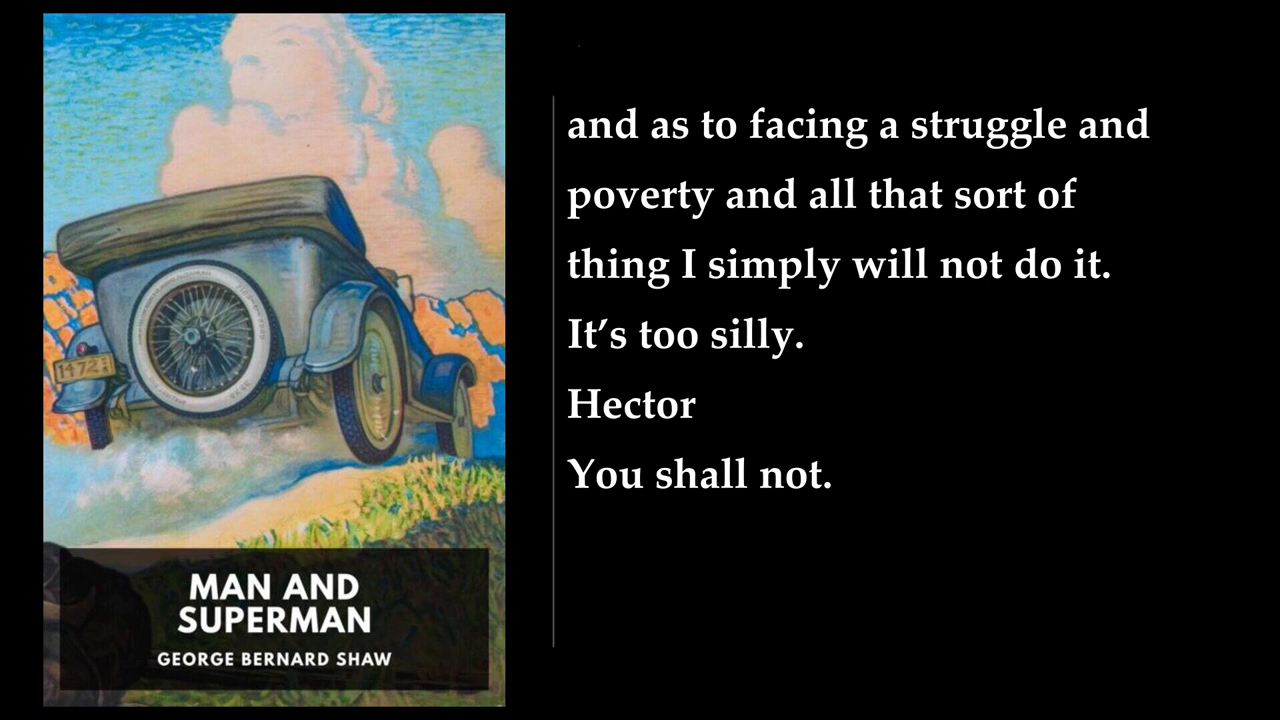 and as to facing a struggle and
poverty and all that sort of
thing I simply will not do it.
It’s too silly.
Hector
You shall not.
1472
MAN AND
SUPERMAN
GEORGE BERNARD SHAW